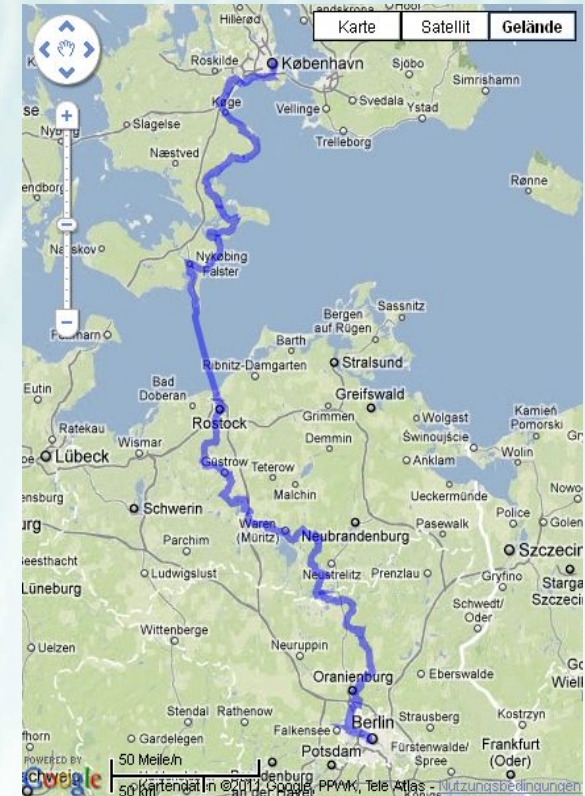 Hillerød
Karte Satellit Gelände
Roskilde København Sjöbo
Simrishamn
Køge Vellinge Svedala Ystad
Slagelse Trelleborg
Næstved
Rønne
Nykøbing
Falster
Sassnitz
Bergen
auf Rügen
Barth
Ribnitz-Damgarten Stralsund
Bad
Doberan
Eutin Greifswald
Rostock Grimmen Wolgast
Kamień
Pomorski
Ratekau Wismar Demmin Świnoujście Wolin
Lübeck Güstrow Teterow Anklam
Malchin Ueckermünde
Schwerin Waren
(Müritz) Neubrandenburg Pasewalk Police
Parchim Szczecin
Ludwigslust Neustrelitz Prenzlau Gryfino
Lüneburg
Wittenberge Schwedt/
Oder
Uelzen Neuruppin
Oranienburg Eberswalde
Stendal Rathenow Kostrzyn
Gardelegen Falkensee Berlin Strausberg
Potsdam Fürstenwalde/
Spree
Frankfurt
(Oder)
POWERED BY
Google
50 Meile/n
50 km
Kartendaten ©2011 Google, PPWK, Tele Atlas - Nutzungsbedingungen